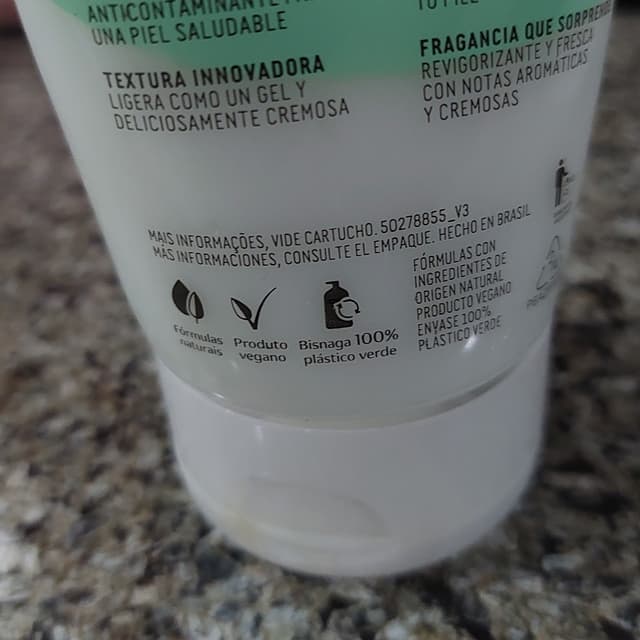 ANTICONTAMINANTE
UNA PIEL SALUDABLE
TEXTURA INNOVADORA
LIGERA COMO UN GEL Y
DELICIOSAMENTE CREMOSA
TU PIEL
FRAGANCIA QUE
REVIGORIZANTE Y FRESCA
CON NOTAS AROMÁTICAS
Y CREMOSAS
MAIS INFORMAÇÕES, VIDE CARTUCHO. 50278855_V3
MÁS INFORMACIONES, CONSULTE EL EMPAQUE. HECHO EN BRASIL
Fórmulas
naturais
Produto
vegano
Bisnaga 100%
plástico verde
FÓRMULAS CON
INGREDIENTES DE
ORIGEN NATURAL
PRODUCTO VEGANO
ENVASE 100%
PLÁSTICO VERDE